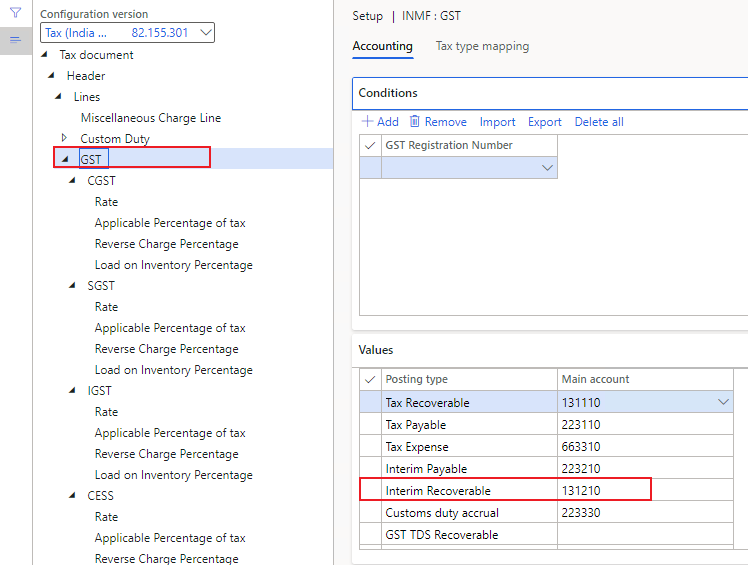 Configuration version
Tax (India ... 82.155.301
Tax document
Header
Lines
Miscellaneous Charge Line
Custom Duty
GST
CGST
Rate
Applicable Percentage of tax
Reverse Charge Percentage
Load on Inventory Percentage
SGST
Rate
Applicable Percentage of tax
Reverse Charge Percentage
Load on Inventory Percentage
IGST
Rate
Applicable Percentage of tax
Reverse Charge Percentage
Load on Inventory Percentage
CESS
Rate
Applicable Percentage of tax
Reverse Charge Percentage
Setup | INMF : GST
Accounting Tax type mapping
Conditions
Add Remove Import Export Delete all
GST Registration Number
Values
Posting type Main account
Tax Recoverable 131110
Tax Payable 223110
Tax Expense 663310
Interim Payable 223210
Interim Recoverable 131210
Customs duty accrual 223330
GST TDS Recoverable